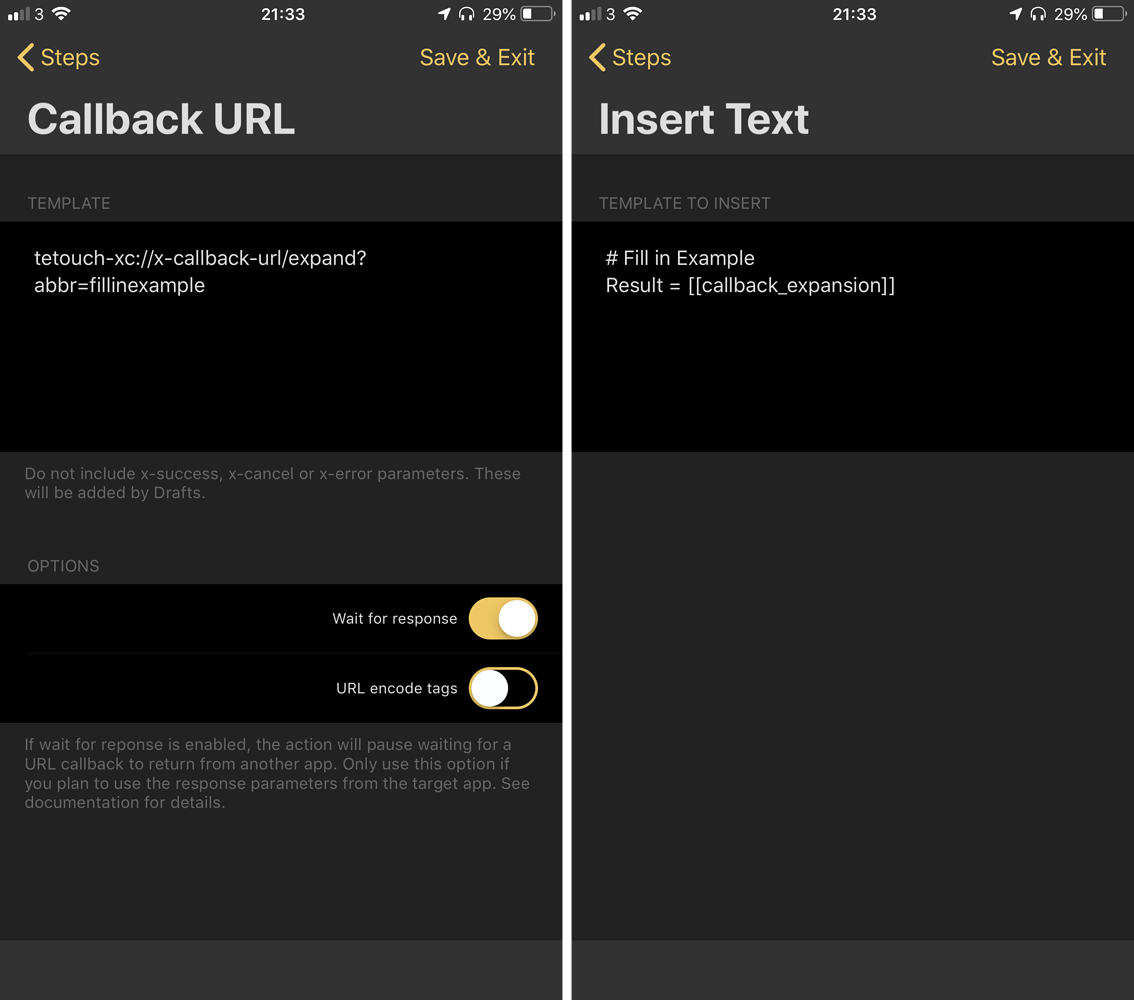 3 21:33 29%
Steps Save & Exit
Callback URL
TEMPLATE
tetouch-xc://x-callback-url/expand?
abbr=fillinexample
Do not include x-success, x-cancel or x-error parameters. These
will be added by Drafts.
OPTIONS
Wait for response
URL encode tags
If wait for reponse is enabled, the action will pause waiting for a
URL callback to return from another app. Only use this option if
you plan to use the response parameters from the target app. See
documentation for details.
3 21:33 29%
Steps Save & Exit
Insert Text
TEMPLATE TO INSERT
# Fill in Example
Result = [[callback_expansion]]